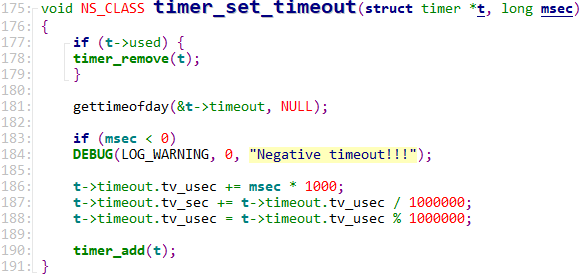 175: void NS_CLASS timer_set_timeout(struct timer *t, long msec)
176: {
177: if (t->used) {
178: timer_remove(t);
179: }
180:
181: gettimeofday(&t->timeout, NULL);
182:
183: if (msec < 0)
184: DEBUG(LOG_WARNING, 0, "Negative timeout!!!");
185:
186: t->timeout.tv_usec += msec * 1000;
187: t->timeout.tv_sec += t->timeout.tv_usec / 1000000;
188: t->timeout.tv_usec = t->timeout.tv_usec % 1000000;
189:
190: timer_add(t);
191: }